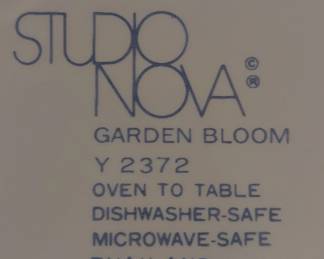 STUDIO
NOVA © ®
GARDEN BLOOM
Y 2372
OVEN TO TABLE
DISHWASHER-SAFE
MICROWAVE-SAFE